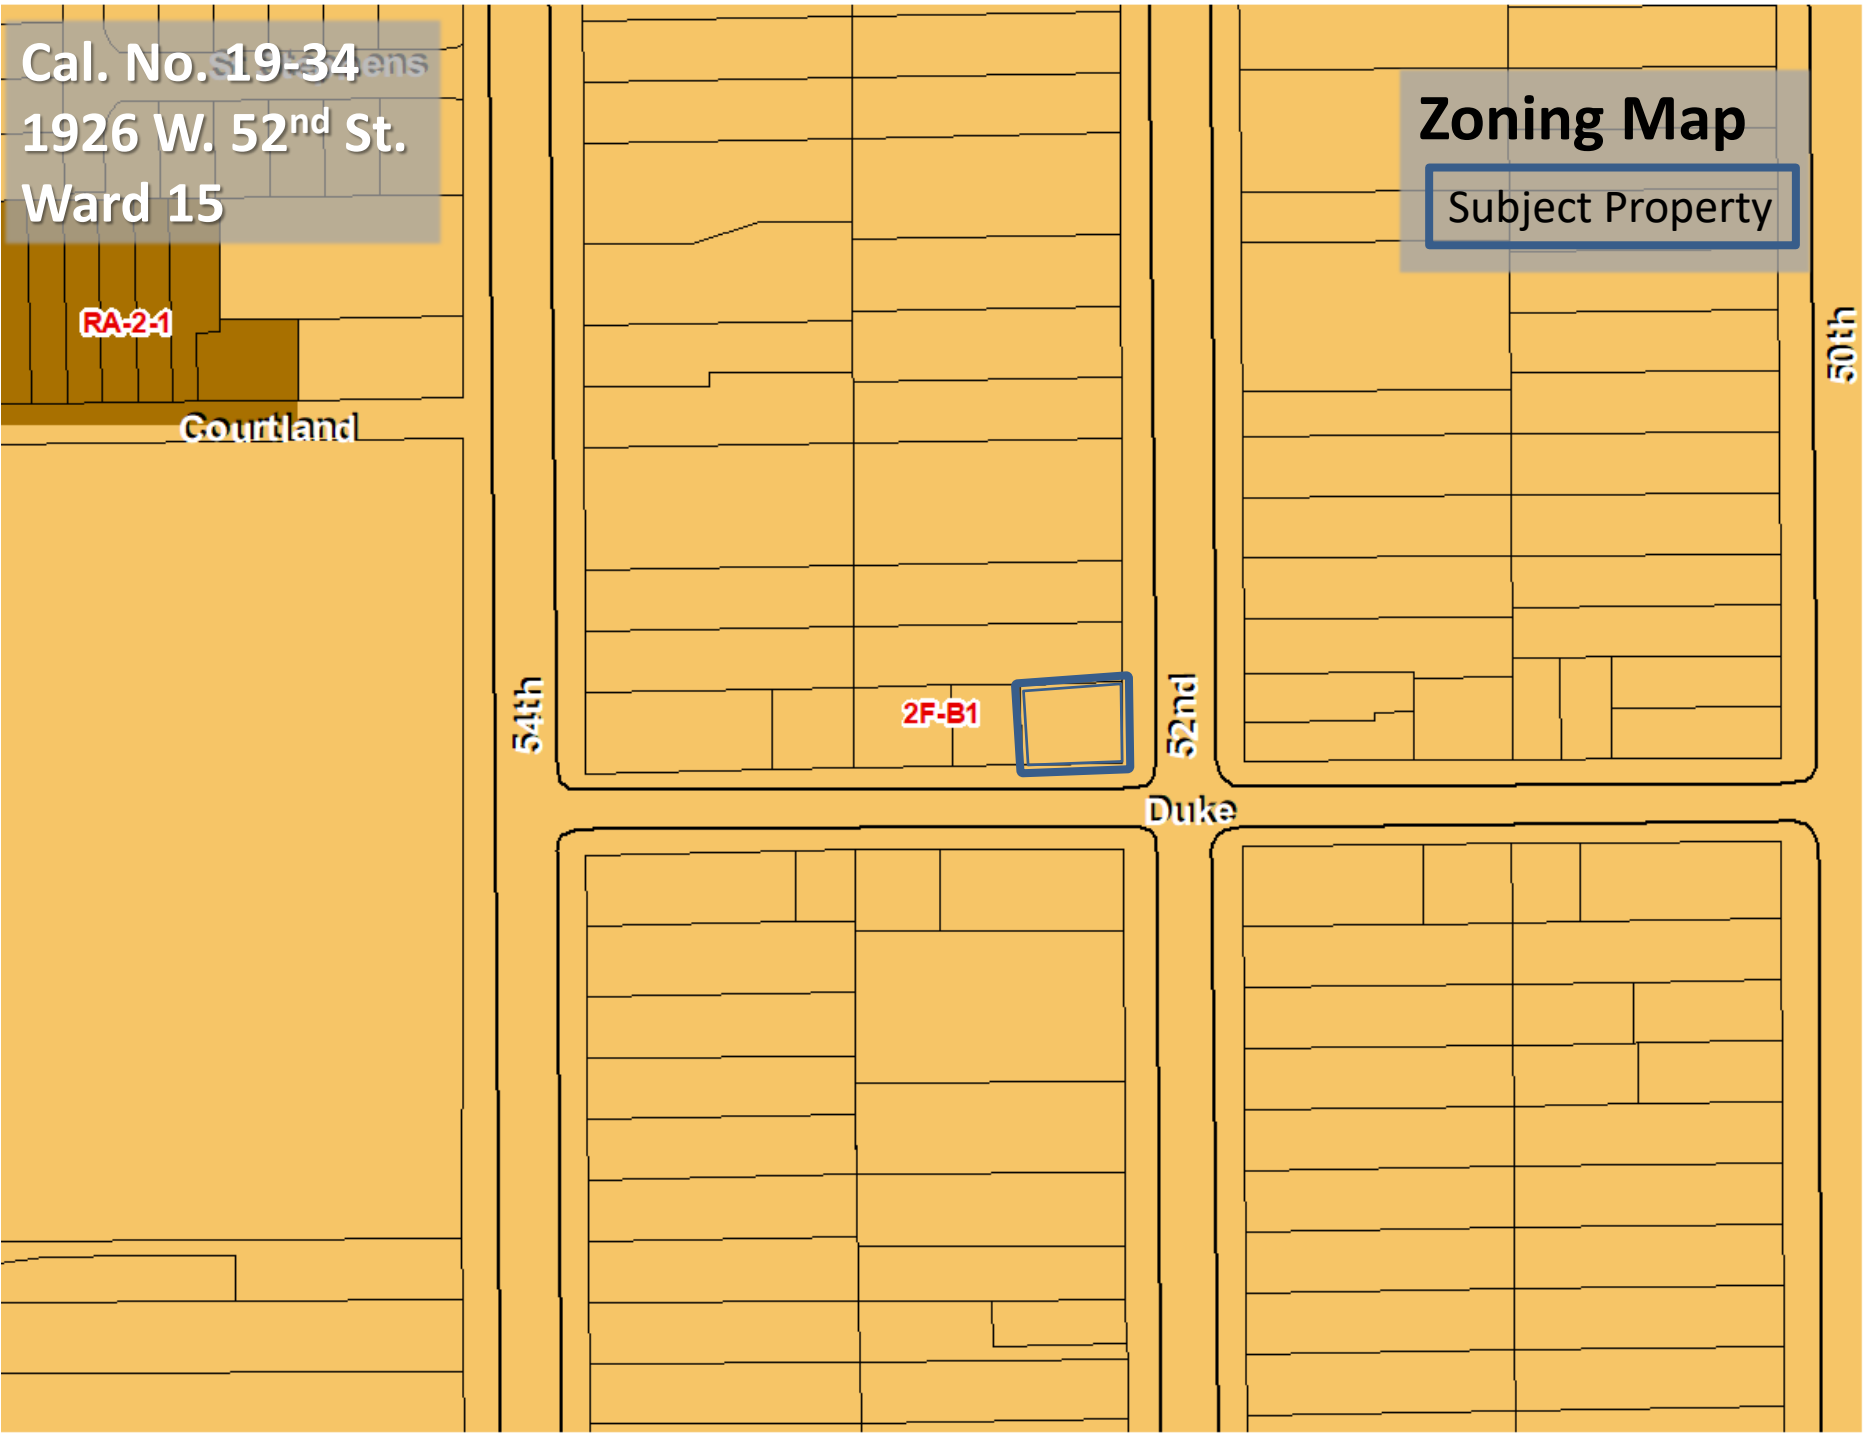 Cal. No. 19-34
1926 W. 52nd St.
Ward 15
Zoning Map
Subject Property
50th
RA-2-1
Courtland
54th
2F-B1
52nd
Duke